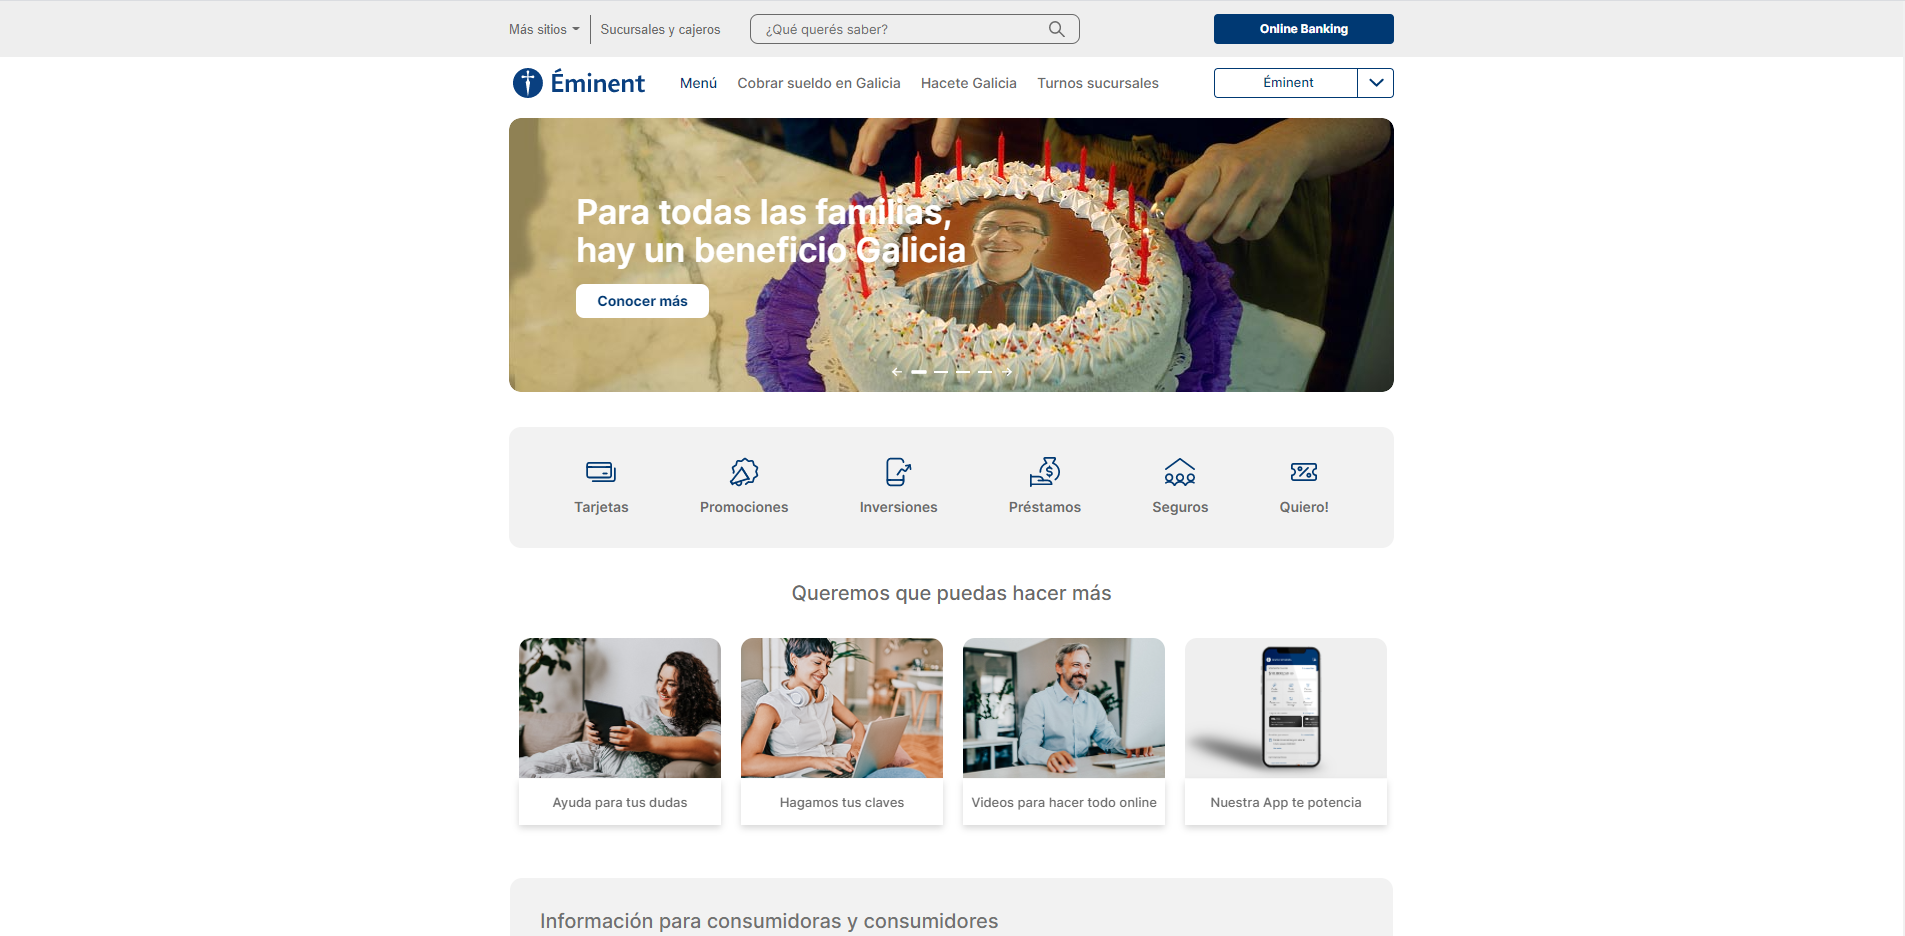 Más sitios
Sucursales y cajeros
¿Qué querés saber?
Online Banking
Éminent
Menú
Cobrar sueldo en Galicia
Hacete Galicia
Turnos sucursales
Éminent
Para todas las familias,
hay un beneficio Galicia
Conocer más
Tarjetas
Promociones
Inversiones
Préstamos
Seguros
Quiero!
Queremos que puedas hacer más
Ayuda para tus dudas
Hagamos tus claves
Videos para hacer todo online
Nuestra App te potencia
Información para consumidoras y consumidores